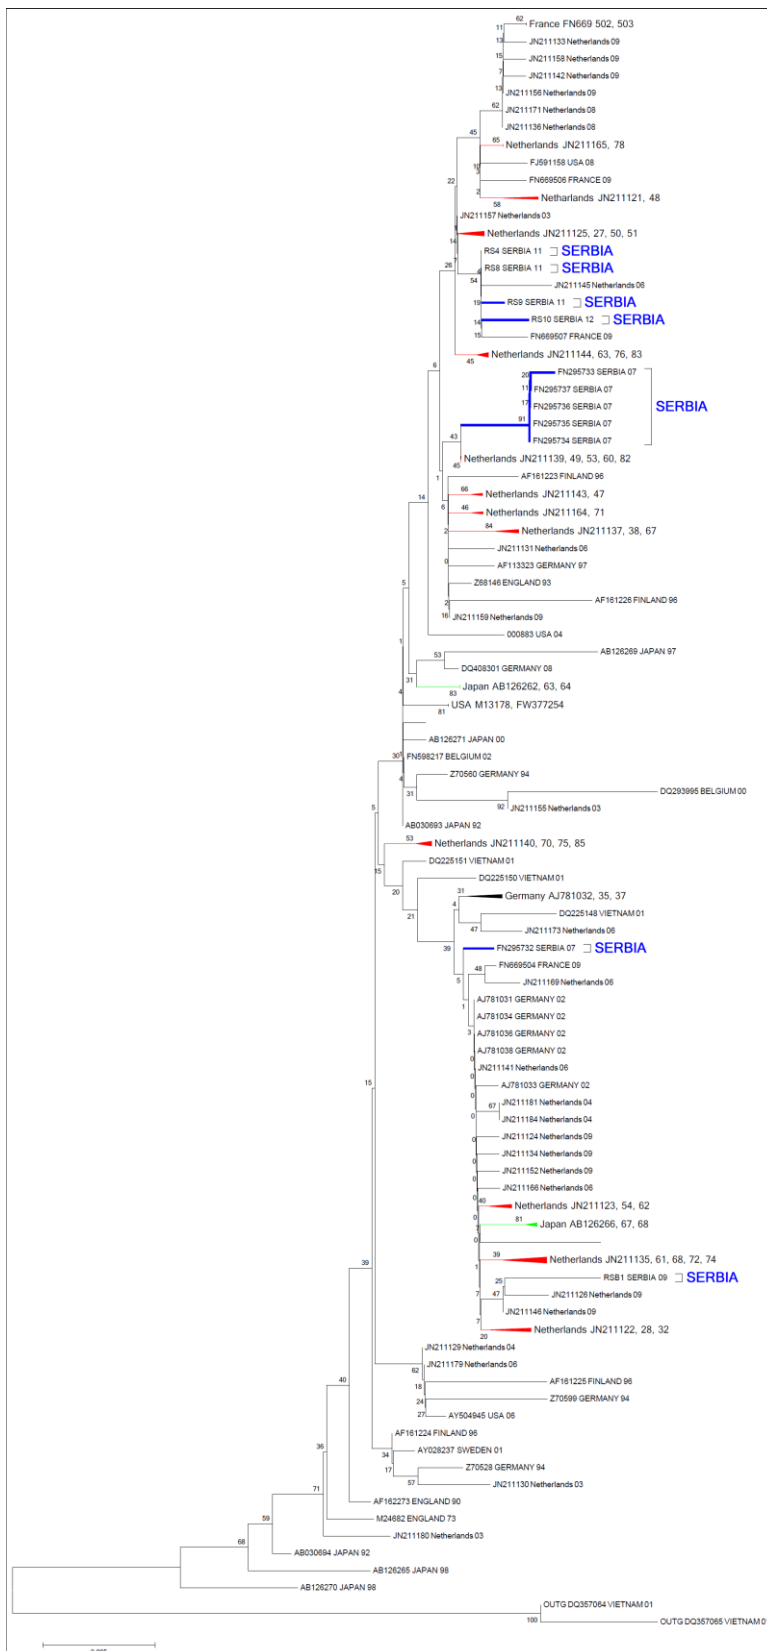 62 France FN669 502, 503
11
13 JN211133 Netherlands 09
15 JN211158 Netherlands 09
7 JN211142 Netherlands 09
13 JN211156 Netherlands 09
62 JN211171 Netherlands 08
JN211136 Netherlands 08
45
65 Netherlands JN211165, 78
10 FJ591158 USA 08
3 FN669506 FRANCE 09
22
2 Netharlands JN211121, 48
58
JN211157 Netherlands 03
1 Netherlands JN211125, 27, 50, 51
14
7 RS4 SERBIA 11 SERBIA
26 4 RS8 SERBIA 11 SERBIA
54 JN211145 Netherlands 06
19 RS9 SERBIA 11 SERBIA
14 RS10 SERBIA 12 SERBIA
15 FN669507 FRANCE 09
Netherlands JN211144, 63, 76, 83
45
6
20 FN295733 SERBIA 07
11 FN295737 SERBIA 07
17 FN295736 SERBIA 07 SERBIA
91 FN295735 SERBIA 07
43 FN295734 SERBIA 07
45 Netherlands JN211139, 49, 53, 60, 82
1 AF161223 FINLAND 96
66 Netherlands JN211143, 47
14
6 46 Netherlands JN211164, 71
84
2 Netherlands JN211137, 38, 67
JN211131 Netherlands 06
0 AF113323 GERMANY 97
5 Z68146 ENGLAND 93
2 AF161226 FINLAND 96
16 JN211159 Netherlands 09
000883 USA 04
1
53 AB126269 JAPAN 97
31 DQ408301 GERMANY 08
4 Japan AB126262, 63, 64
83
81 USA M13178, FW377254
AB126271 JAPAN 00
30 FN598217 BELGIUM 02
4 Z70560 GERMANY 94
31 DQ293995 BELGIUM 00
5 92 JN211155 Netherlands 03
AB030693 JAPAN 92
53 Netherlands JN211140, 70, 75, 85
15 DQ225151 VIETNAM 01
20 DQ225150 VIETNAM 01
31 Germany AJ781032, 35, 37
21 4 DQ225148 VIETNAM 01
47 JN211173 Netherlands 06
39 FN295732 SERBIA 07 SERBIA
48 FN669504 FRANCE 09
5 JN211169 Netherlands 06
1 AJ781031 GERMANY 02
AJ781034 GERMANY 02
3 AJ781036 GERMANY 02
AJ781038 GERMANY 02
0 JN211141 Netherlands 06
0 AJ781033 GERMANY 02
15 67 JN211181 Netherlands 04
0 JN211184 Netherlands 04
0 JN211124 Netherlands 09
0 JN211134 Netherlands 09
0 JN211152 Netherlands 09
0 JN211166 Netherlands 06
40 Netherlands JN211123, 54, 62
0
81 Japan AB126266, 67, 68
7
0
39 Netherlands JN211135, 61, 68, 72, 74
1
39 25 RSB1 SERBIA 09 SERBIA
7 47 JN211126 Netherlands 09
JN211146 Netherlands 09
7 Netherlands JN211122, 28, 32
20
JN211129 Netherlands 04
62 JN211179 Netherlands 06
40 18 AF161225 FINLAND 96
24 Z70599 GERMANY 94
27 AY504945 USA 06
AF161224 FINLAND 96
36 34 AY028237 SWEDEN 01
17 Z70528 GERMANY 94
57 JN211130 Netherlands 03
71 AF162273 ENGLAND 90
59 M24682 ENGLAND 73
JN211180 Netherlands 03
68 AB030694 JAPAN 92
AB126265 JAPAN 98
AB126270 JAPAN 98
OUTG DQ357064 VIETNAM 01
100 OUTG DQ357065 VIETNAM 01